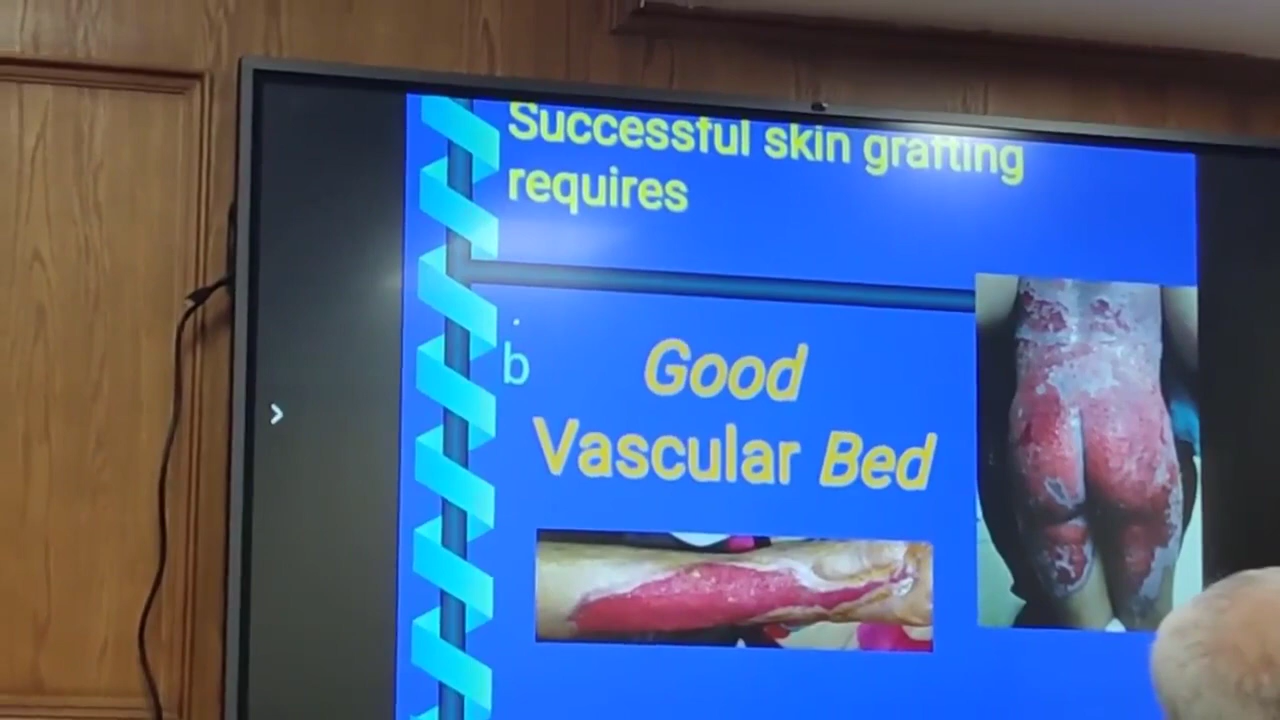 Successful skin grafting
requires
b
Good
Vascular Bed